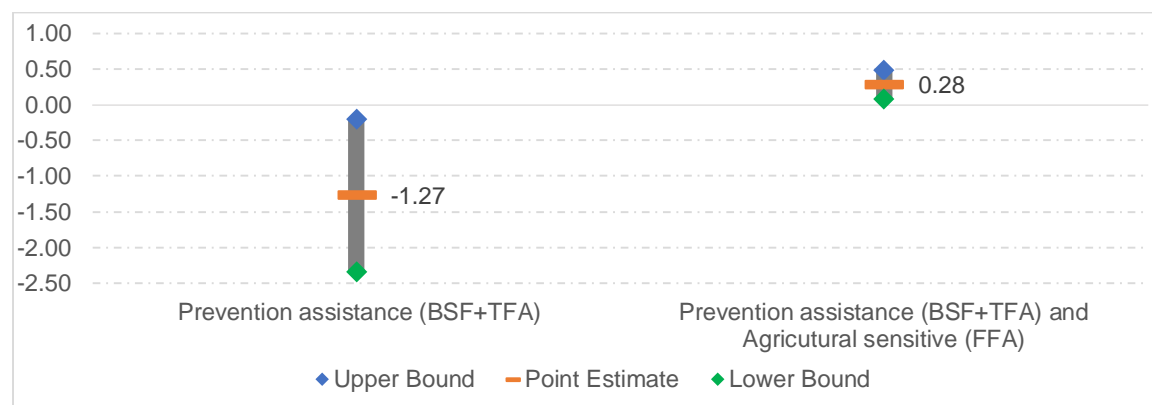 1.00
0.50
0.00
-0.50
-1.00
-1.50
-2.00
-2.50
-1.27
0.28
Prevention assistance (BSF+TFA)
Prevention assistance (BSF+TFA) and
Agricutural sensitive (FFA)
Upper Bound
Point Estimate
Lower Bound